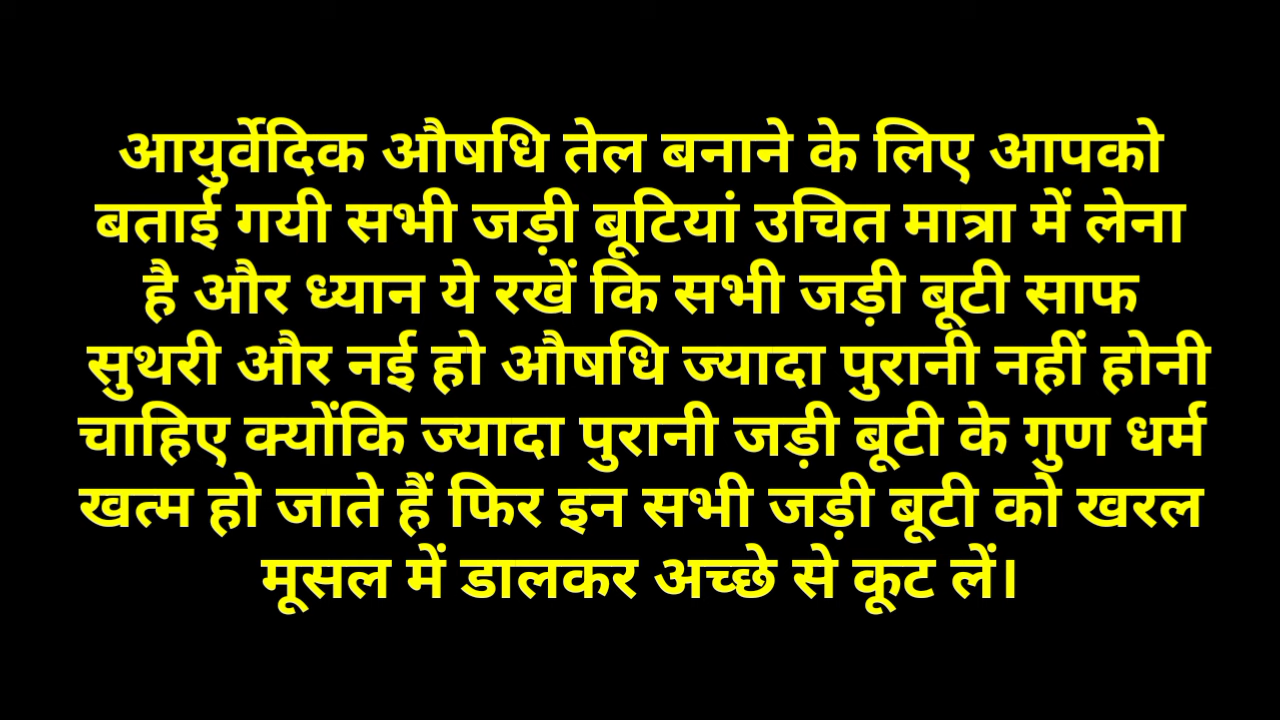 आयुर्वेदिक औषधि तेल बनाने के लिए आपको
बताई गयी सभी जड़ी बूटियां उचित मात्रा में लेना
है और ध्यान ये रखें कि सभी जड़ी बूटी साफ
सुथरी और नई हो औषधि ज्यादा पुरानी नहीं होनी
चाहिए क्योंकि ज्यादा पुरानी जड़ी बूटी के गुण धर्म
खत्म हो जाते हैं फिर इन सभी जड़ी बूटी को खरल
मूसल में डालकर अच्छे से कूट लें।